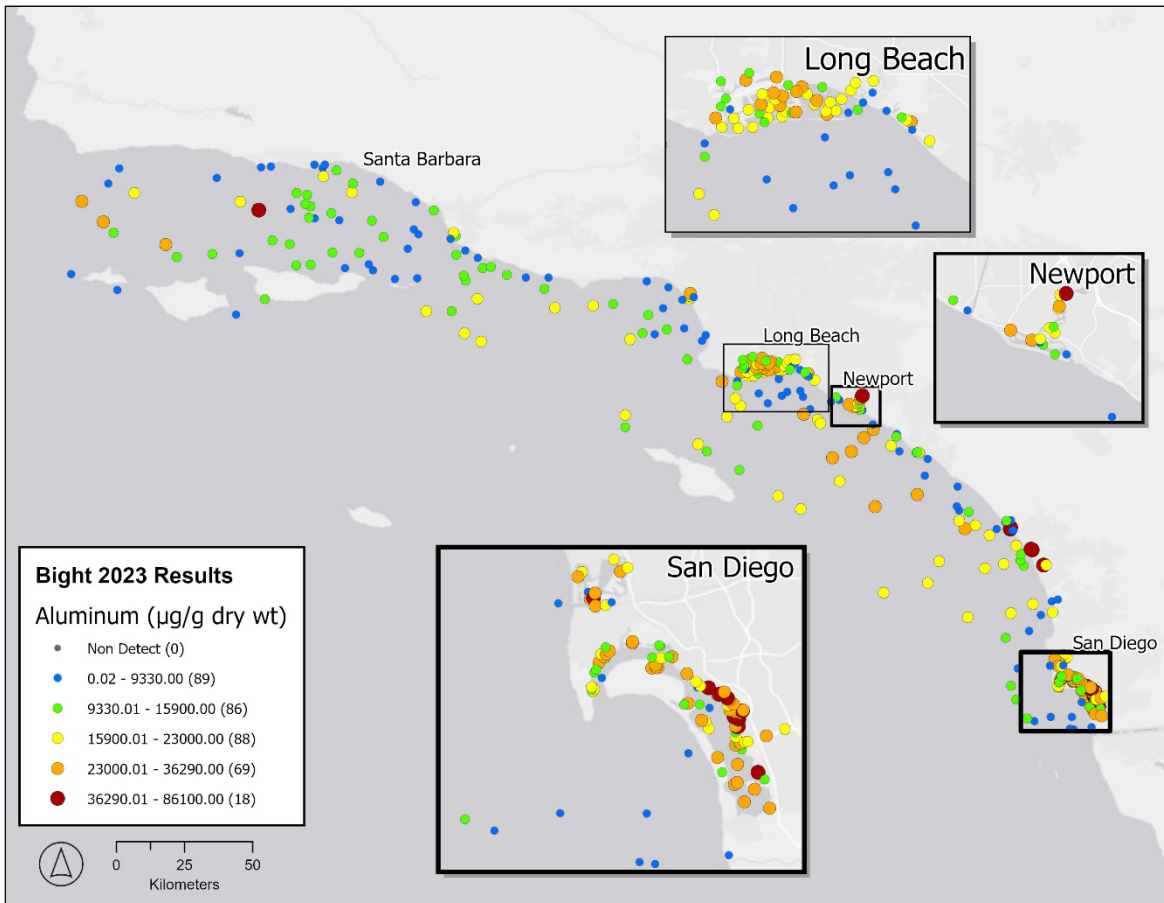 Long Beach
Santa Barbara
Newport
Long Beach
Newport
San Diego
San Diego
Bight 2023 Results
Aluminum (µg/g dry wt)
Non Detect (0)
0.02 - 9330.00 (89)
9330.01 - 15900.00 (86)
15900.01 - 23000.00 (88)
23000.01 - 36290.00 (69)
36290.01 - 86100.00 (18)
0 25 50
Kilometers